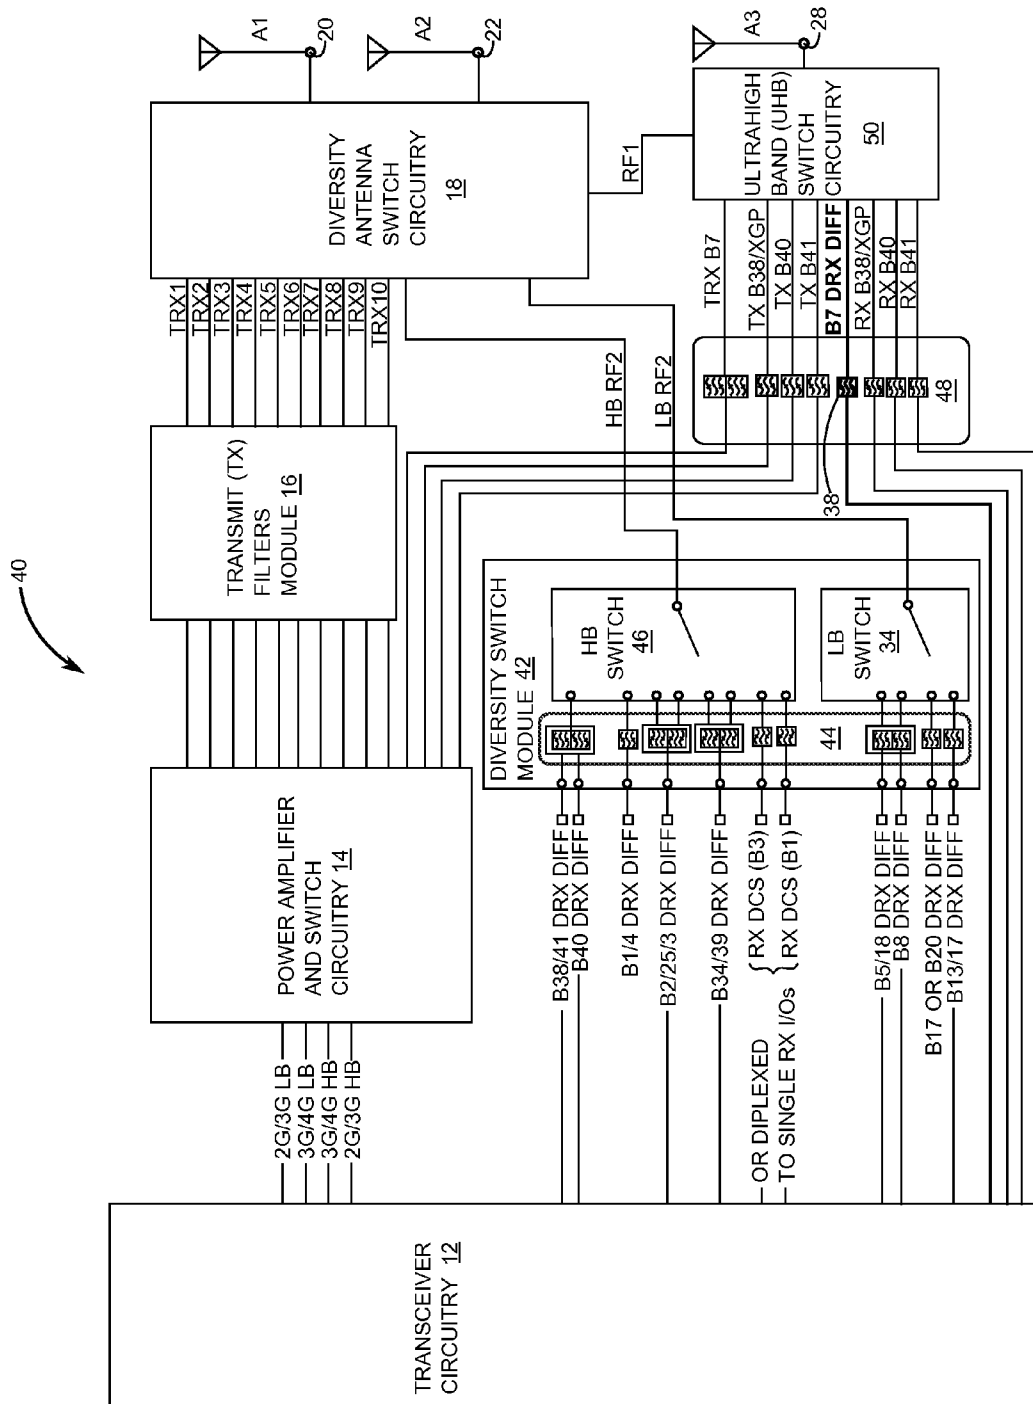 40
TRANSCEIVER
CIRCUITRY 12
2G/3G LB
3G/4G LB
3G/4G HB
2G/3G HB
POWER AMPLIFIER
AND SWITCH
CIRCUITRY 14
TRANSMIT (TX)
FILTERS
MODULE 16
TRX1
TRX2
TRX3
TRX4
TRX5
TRX6
TRX7
TRX8
TRX9
TRX10
DIVERSITY
ANTENNA
SWITCH
CIRCUITRY
18
A1
20
A2
22
RF1
HB RF2
LB RF2
B38/41 DRX DIFF
B40 DRX DIFF
B1/4 DRX DIFF
B2/25/3 DRX DIFF
B34/39 DRX DIFF
OR DIPLEXED
TO SINGLE RX I/Os
RX DCS (B3)
RX DCS (B1)
B5/18 DRX DIFF
B8 DRX DIFF
B17 OR B20 DRX DIFF
B13/17 DRX DIFF
DIVERSITY SWITCH
MODULE 42
44
HB
SWITCH
46
LB
SWITCH
34
38
48
TRX B7
TX B38/XGP
TX B40
TX B41
B7 DRX DIFF
RX B38/XGP
RX B40
RX B41
ULTRAHIGH
BAND (UHB)
SWITCH
CIRCUITRY
50
A3
28